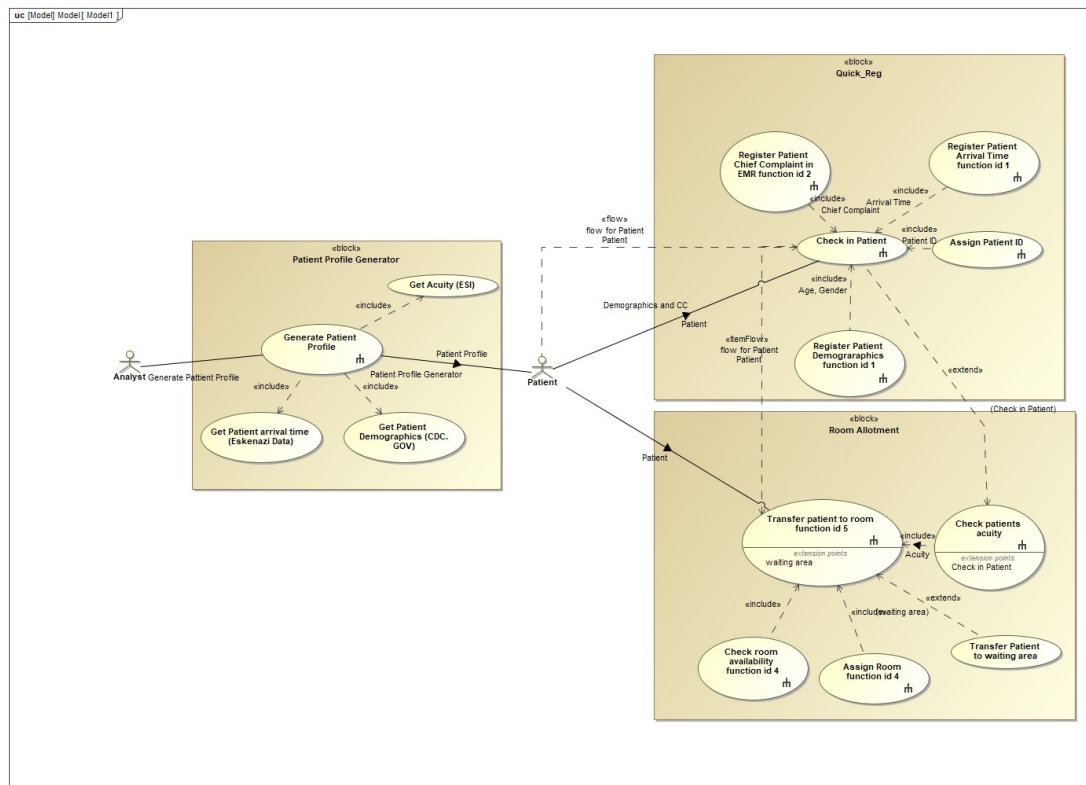 uc [Model] Model[ Model1 ]
«block»
Quick_Reg
Register Patient
Chief Complaint in
EMR function id 2
Register Patient
Arrival Time
function id 1
«include»
Chief Complaint
«include»
Arrival Time
«include»
Patient ID
Check in Patient
Assign Patient ID
«include»
Age, Gender
Register Patient
Demograraphics
function id 1
«flow»
flow for Patient
Patient
«block»
Patient Profile Generator
Get Acuity (ESI)
«include»
Generate Patient
Profile
Analyst
Generate Pattient Profile
«include»
«include»
Get Patient arrival time
(Eskenazi Data)
Get Patient
Demographics (CDC.
GOV)
Patient Profile
Patient Profile Generator
Patient
Demographics and CC
Patient
«ItemFlow»
flow for Patient
Patient
Patient
«extend»
(Check in Patient)
«block»
Room Allotment
Transfer patient to room
function id 5
extension points
waiting area
Check patients
acuity
extension points
Check in Patient
«include»
Acuity
«include»
«include»
«extend»
(waiting area)
Check room
availability
function id 4
Assign Room
function id 4
Transfer Patient
to waiting area